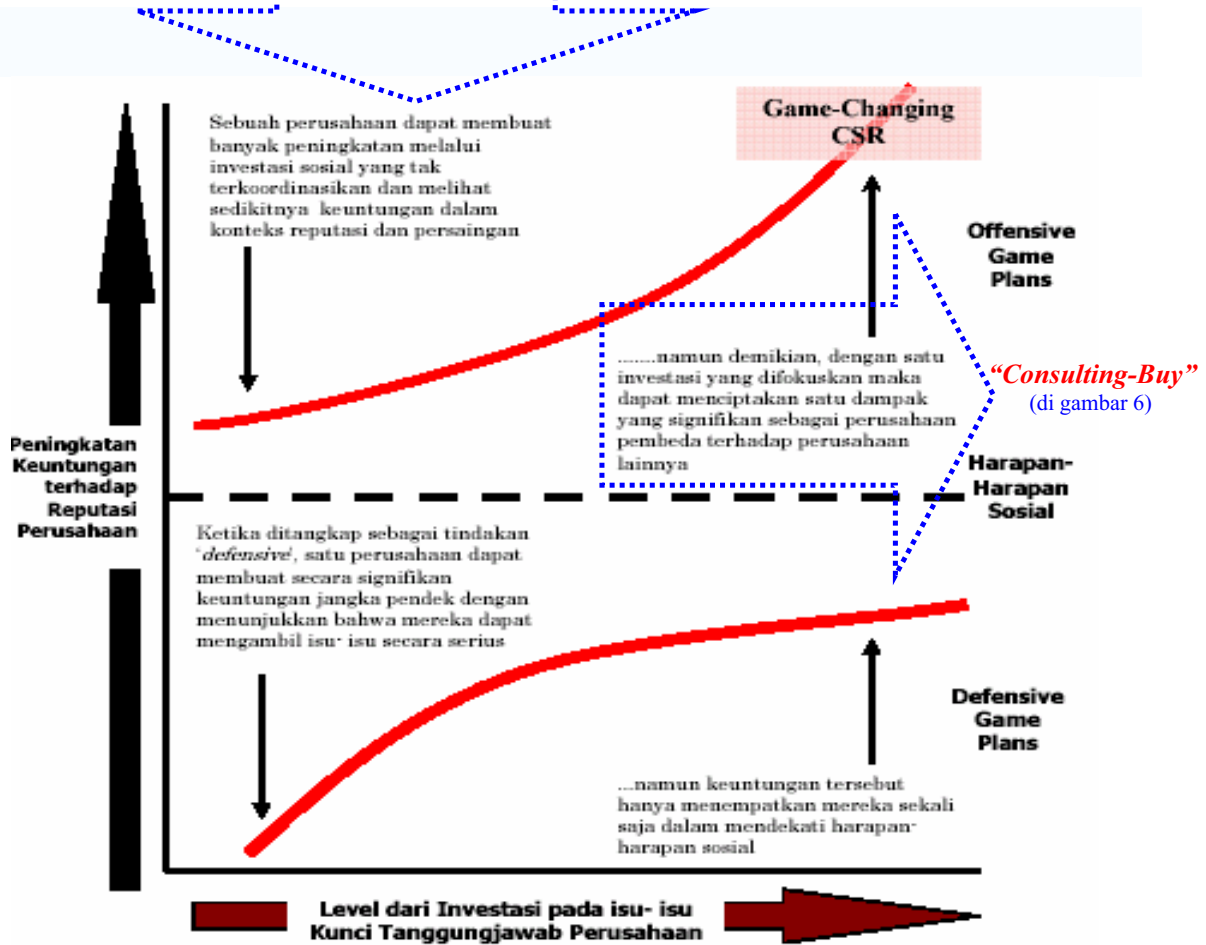 Sebuah perusahaan dapat membuat
banyak peningkatan melalui
investasi sosial yang tak
terkoordinasikan dan melihat
sedikitnya keuntungan dalam
konteks reputasi dan persaingan
Game-Changing
CSR
Offensive
Game
Plans
........namun demikian, dengan satu
investasi yang difokuskan maka
dapat menciptakan satu dampak
yang signifikan sebagai perusahaan
pembeda terhadap perusahaan
lainnya
“Consulting-Buy”
(di gambar 6)
Peningkatan
Keuntungan
terhadap
Reputasi
Perusahaan
Harapan-
Harapan
Sosial
Ketika ditangkap sebagai tindakan
‘defensive’, satu perusahaan dapat
membuat secara signifikan
keuntungan jangka pendek dengan
menunjukkan bahwa mereka dapat
mengambil isu- isu secara serius
Defensive
Game
Plans
...namun keuntungan tersebut
hanya menempatkan mereka sekali
saja dalam mendekati harapan-
harapan sosial
Level dari Investasi pada isu- isu
Kunci Tanggungjawab Perusahaan